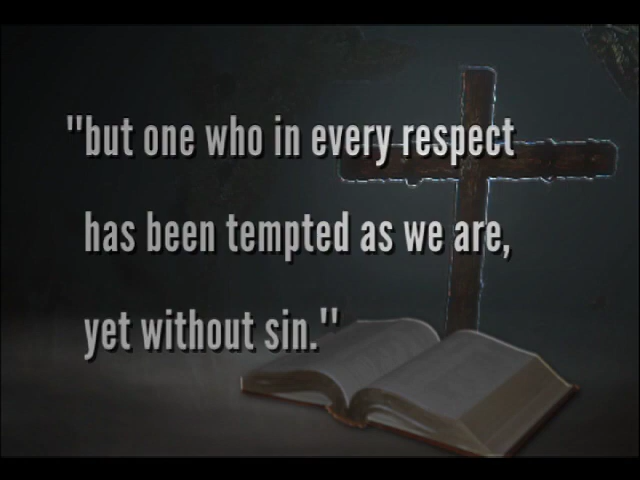 "but one who in every respect
has been tempted as we are,
yet without sin."